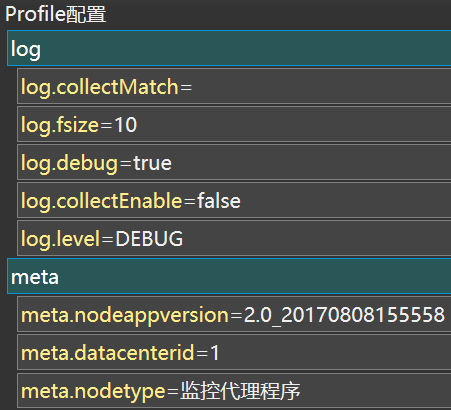 Profile配置
log
log.collectMatch=
log.fsize=10
log.debug=true
log.collectEnable=false
log.level=DEBUG
meta
meta.nodeappversion=2.0_20170808155558
meta.datacenterid=1
meta.nodetype=监控代理程序